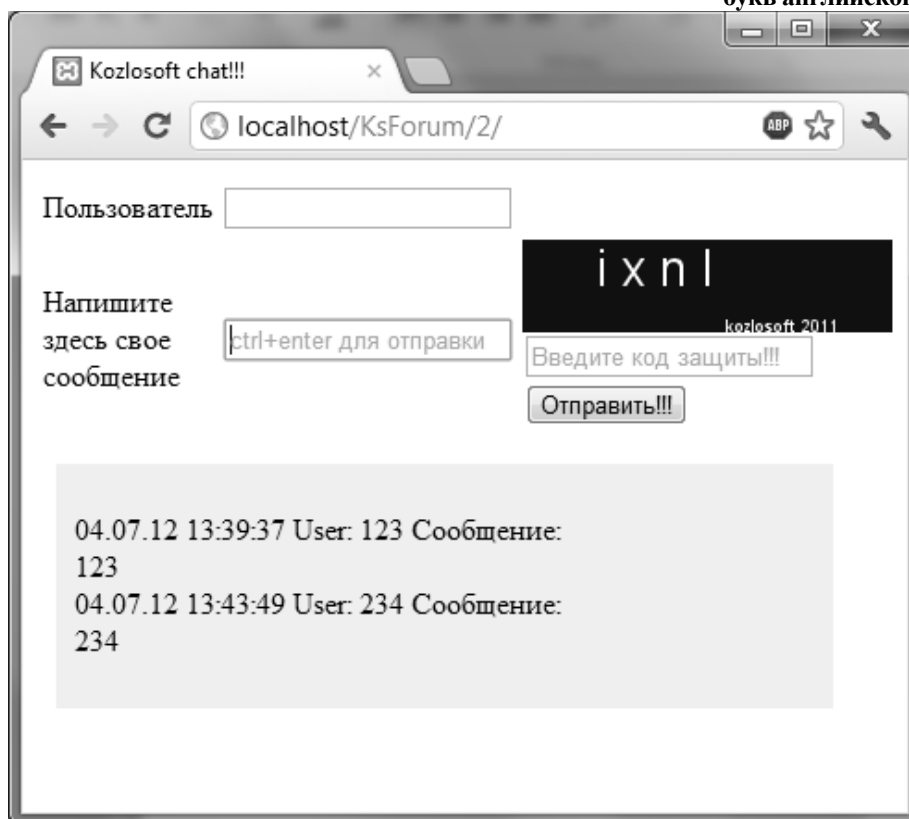 Kozlosoft chat!!!
localhost/KsForum/2/
ABP
Пользователь
i x n l
kozlosoft 2011
Напишите
здесь свое
сообщение
ctrl+enter для отправки
Введите код защиты!!!
Отправить!!!
04.07.12 13:39:37 User: 123 Сообщение:
123
04.07.12 13:43:49 User: 234 Сообщение:
234